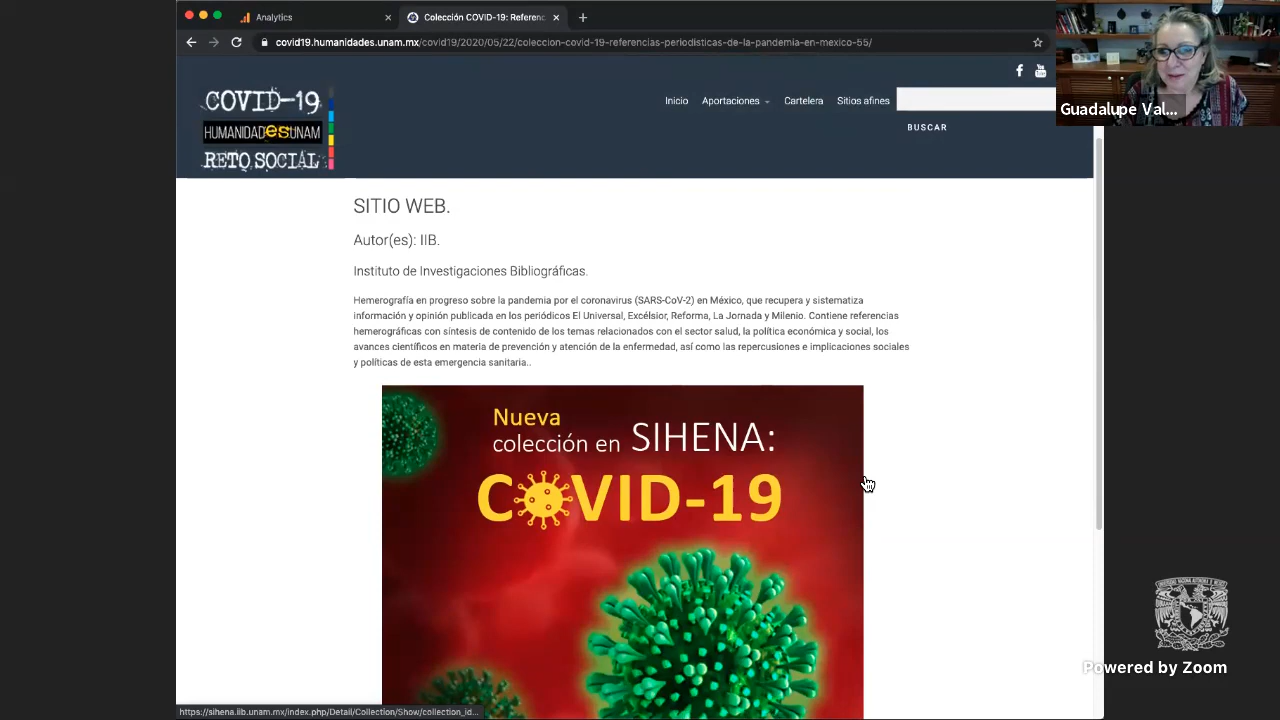 Analytics
Colección COVID-19: Referenc
covid19.humanidades.unam.mx/covid19/2020/05/22/coleccion-covid-19-referencias-periodisticas-de-la-pandemia-en-mexico-55/
Guadalupe Val...
COVID-19
HUMANIDADesUNAM
RETO SOCIAL
Inicio Aportaciones Cartelera Sitios afines
BUSCAR
SITIO WEB.
Autor(es): IIB.
Instituto de Investigaciones Bibliográficas.
Hemerografía en progreso sobre la pandemia por el coronavirus (SARS-CoV-2) en México, que recupera y sistematiza
información y opinión publicada en los periódicos El Universal, Excélsior, Reforma, La Jornada y Milenio. Contiene referencias
hemerográficas con síntesis de contenido de los temas relacionados con el sector salud, la política económica y social, los
avances científicos en materia de prevención y atención de la enfermedad, así como las repercusiones e implicaciones sociales
y políticas de esta emergencia sanitaria..
Nueva
colección en SIHENA:
COVID-19
Powered by Zoom
https://sihena.iib.unam.mx/index.php/Detail/Collection/Show/collection_id...